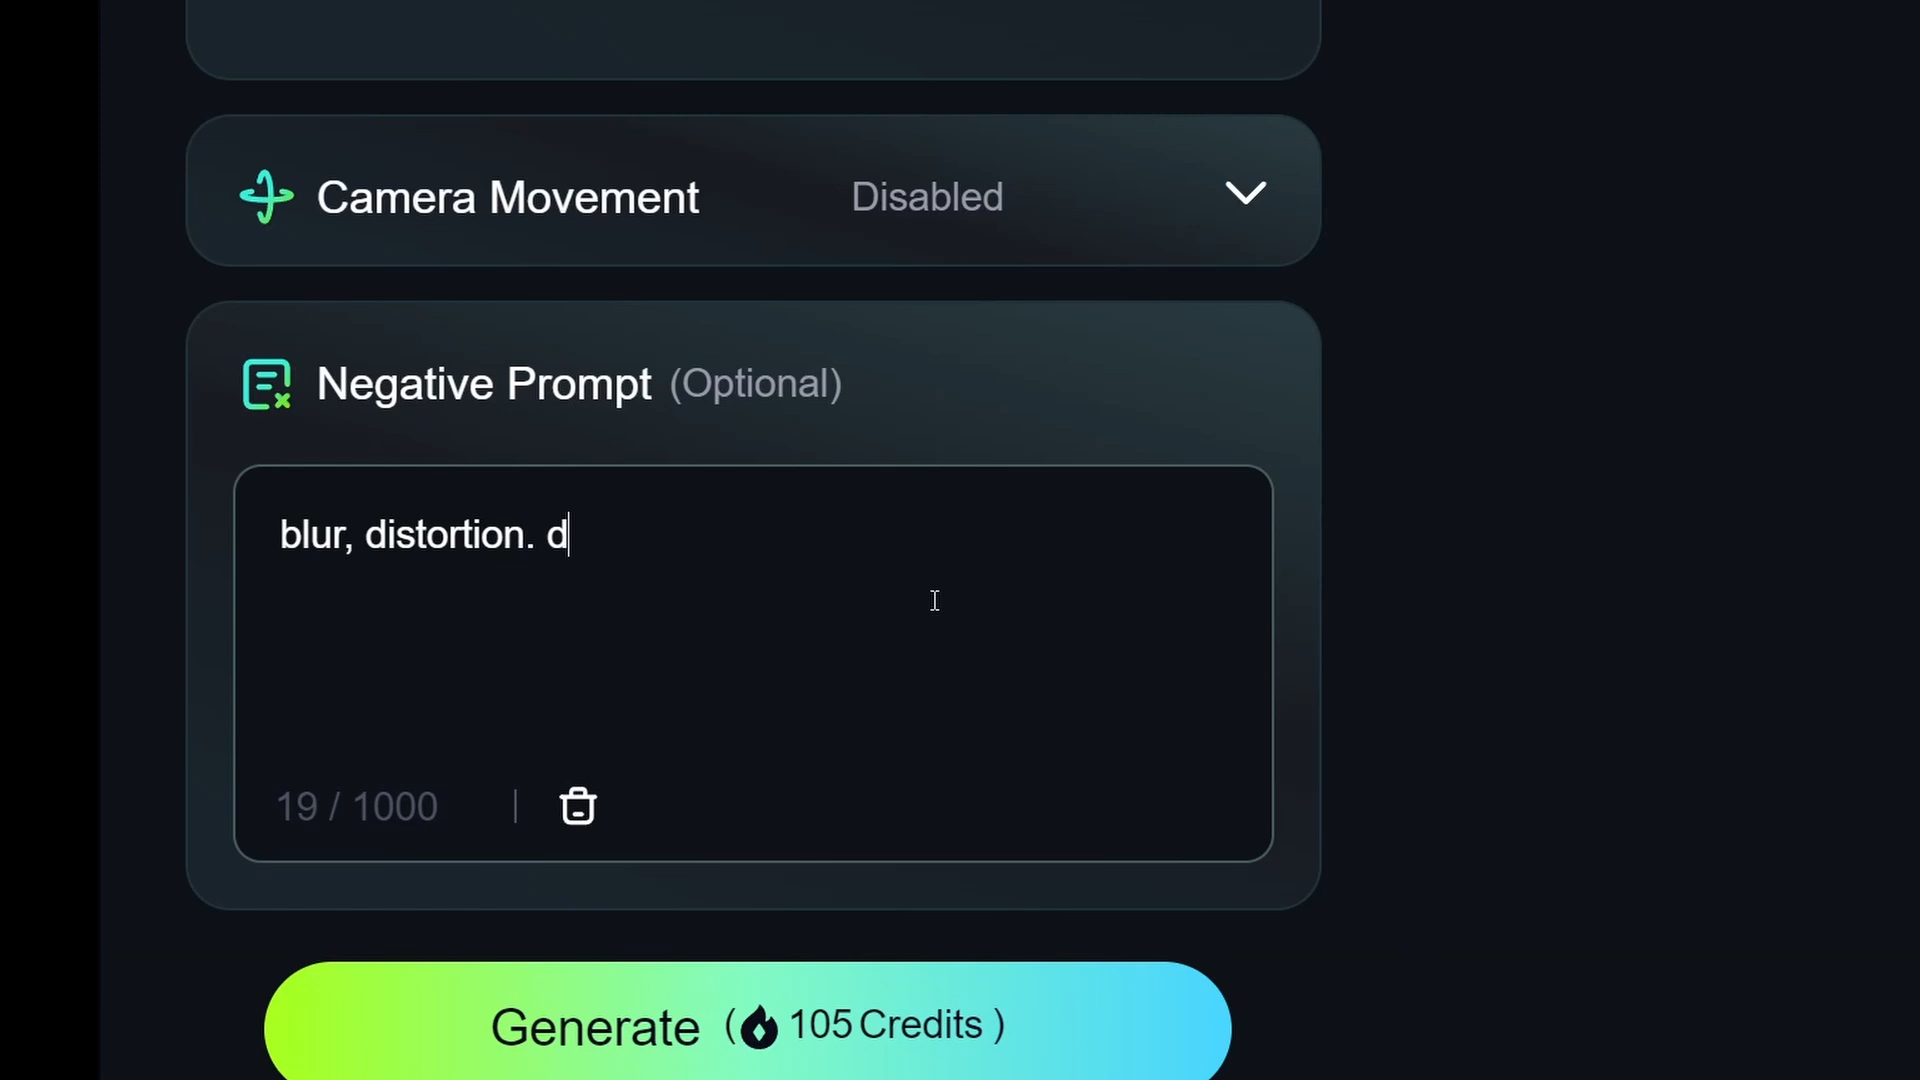 Camera Movement Disabled
Negative Prompt (Optional)
blur, distortion. d
19 / 1000
Generate ( 105 Credits )